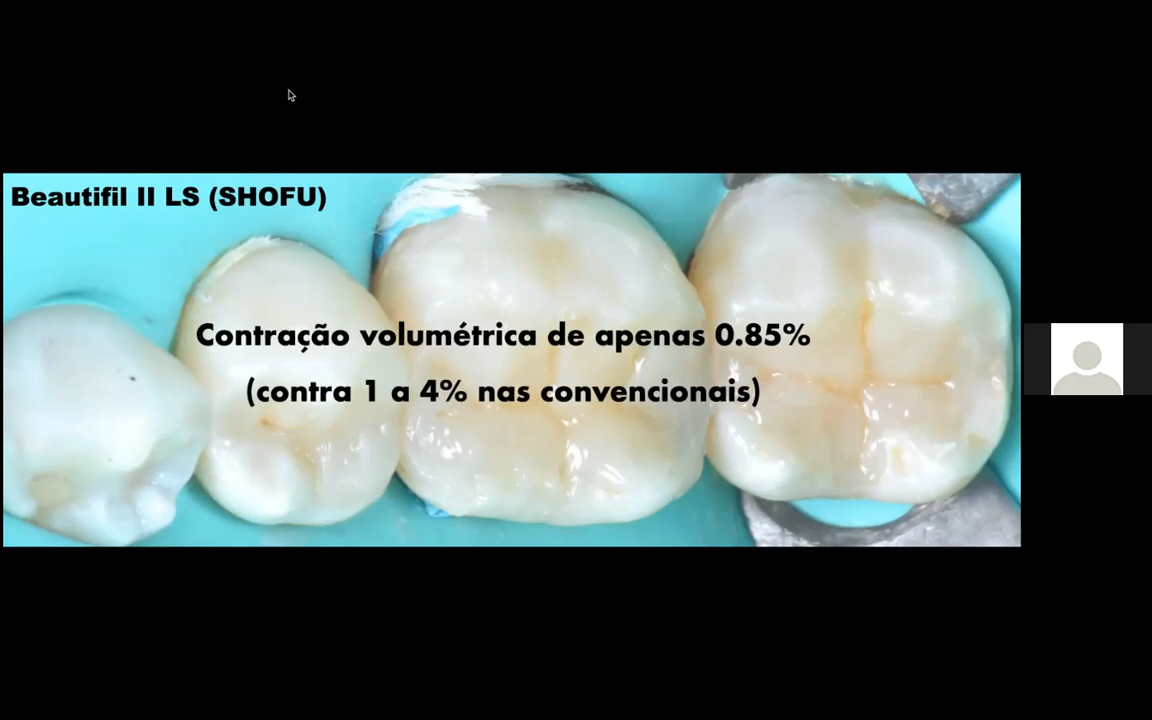 Beautifil II LS (SHOFU)
Contração volumétrica de apenas 0.85%
(contra 1 a 4% nas convencionais)